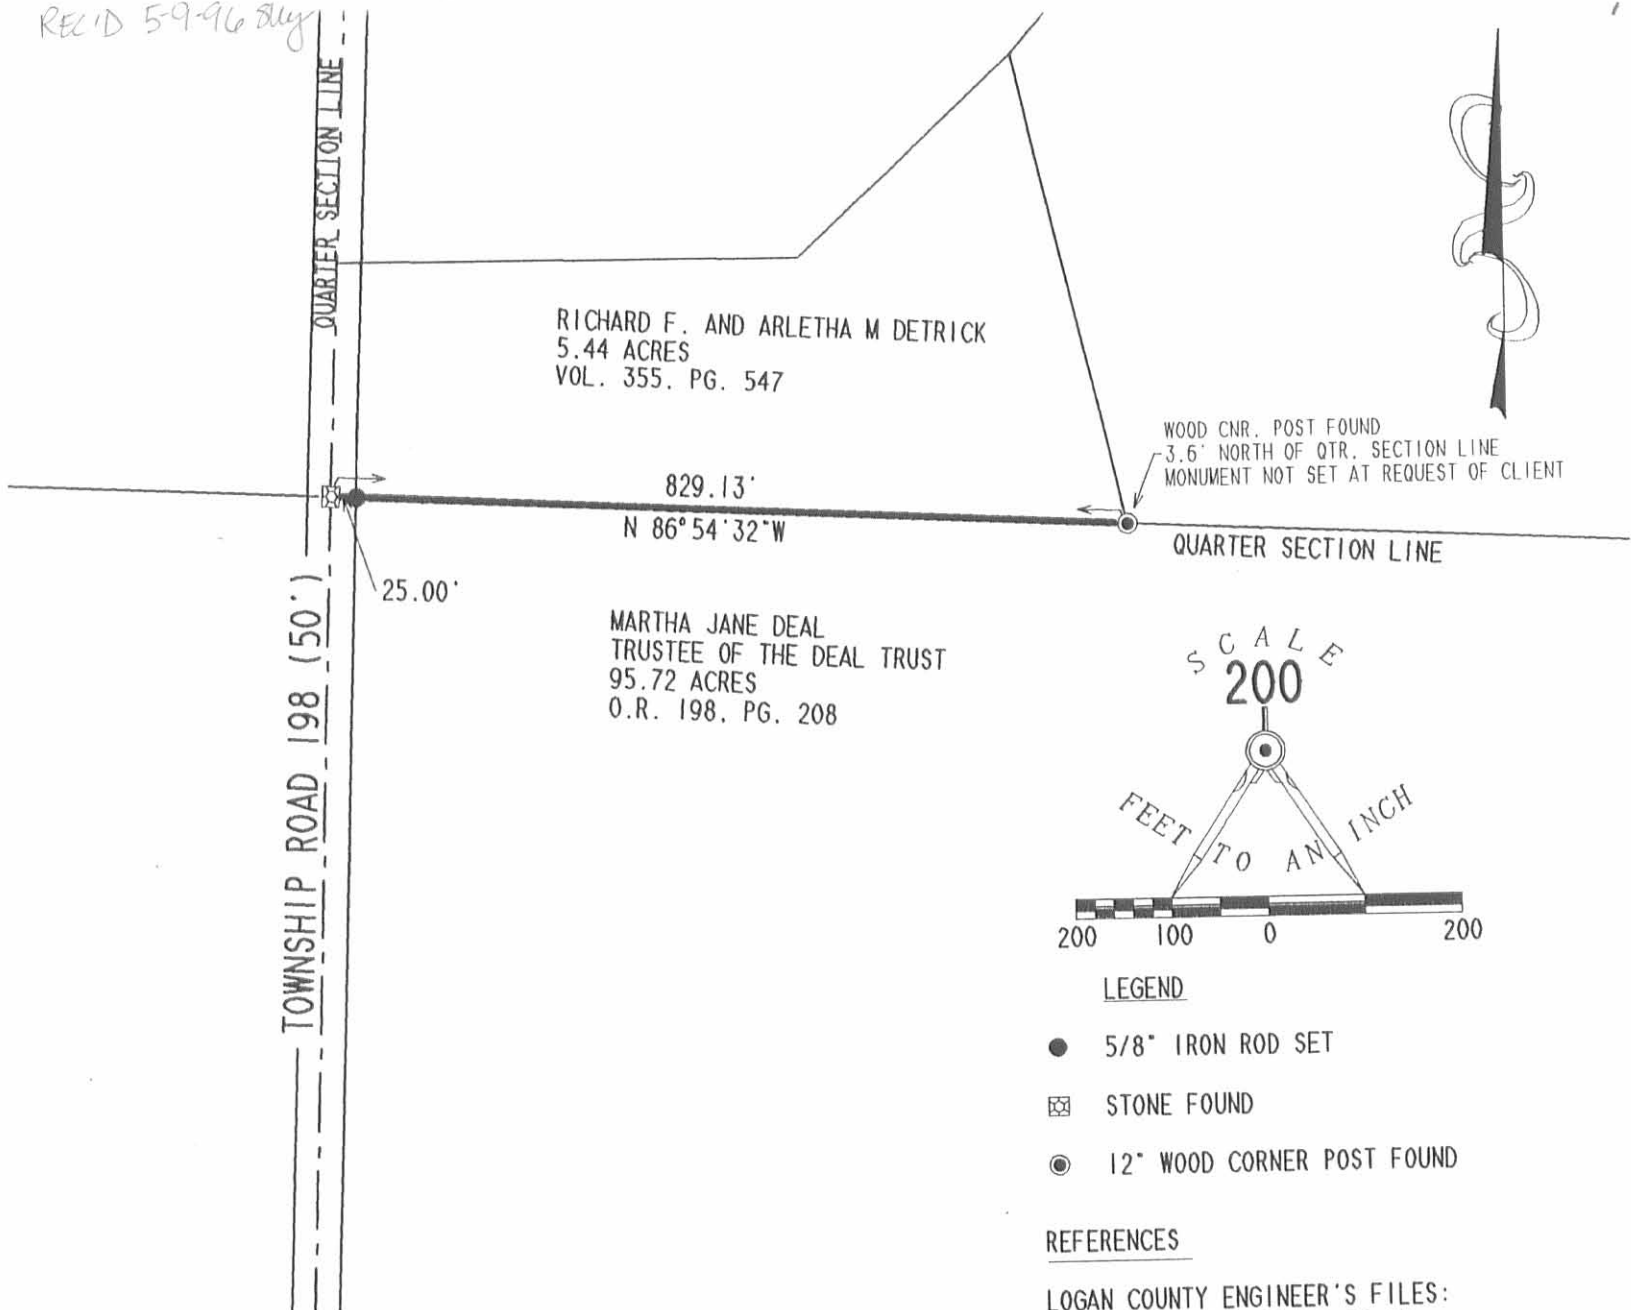 REC'D 5-9-96
QUARTER SECTION LINE
RICHARD F. AND ARLETHA M DETRICK
5.44 ACRES
VOL. 355. PG. 547
WOOD CNR. POST FOUND
3.6' NORTH OF QTR. SECTION LINE
MONUMENT NOT SET AT REQUEST OF CLIENT
829.13'
N 86°54'32"W
QUARTER SECTION LINE
25.00'
TOWNSHIP ROAD 198 (50')
MARTHA JANE DEAL
TRUSTEE OF THE DEAL TRUST
95.72 ACRES
O.R. 198, PG. 208
SCALE
200
FEET TO AN INCH
200 100 0 200
LEGEND
5/8" IRON ROD SET
STONE FOUND
12" WOOD CORNER POST FOUND
REFERENCES
LOGAN COUNTY ENGINEER'S FILES: